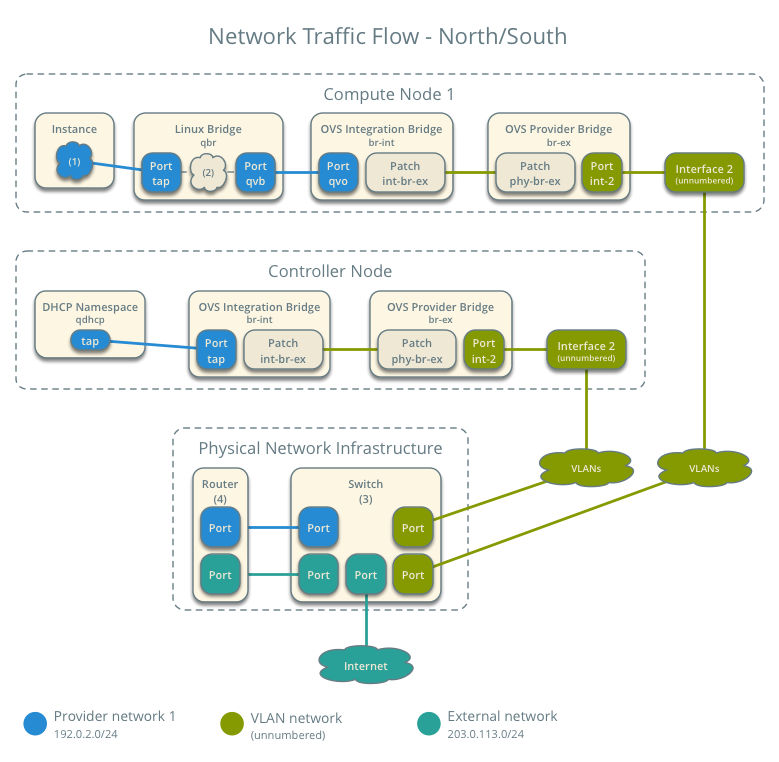 Network Traffic Flow - North/South
Compute Node 1
Instance
(1)
Linux Bridge
qbr
Port
tap
(2)
Port
qvb
OVS Integration Bridge
br-int
Port
qvo
Patch
int-br-ex
OVS Provider Bridge
br-ex
Patch
phy-br-ex
Port
int-2
Interface 2
(unnumbered)
Controller Node
DHCP Namespace
qdhcp
tap
OVS Integration Bridge
br-int
Port
tap
Patch
int-br-ex
OVS Provider Bridge
br-ex
Patch
phy-br-ex
Port
int-2
Interface 2
(unnumbered)
VLANs
VLANs
Physical Network Infrastructure
Router
(4)
Port
Port
Switch
(3)
Port
Port
Port
Port
Port
Internet
Provider network 1
192.0.2.0/24
VLAN network
(unnumbered)
External network
203.0.113.0/24